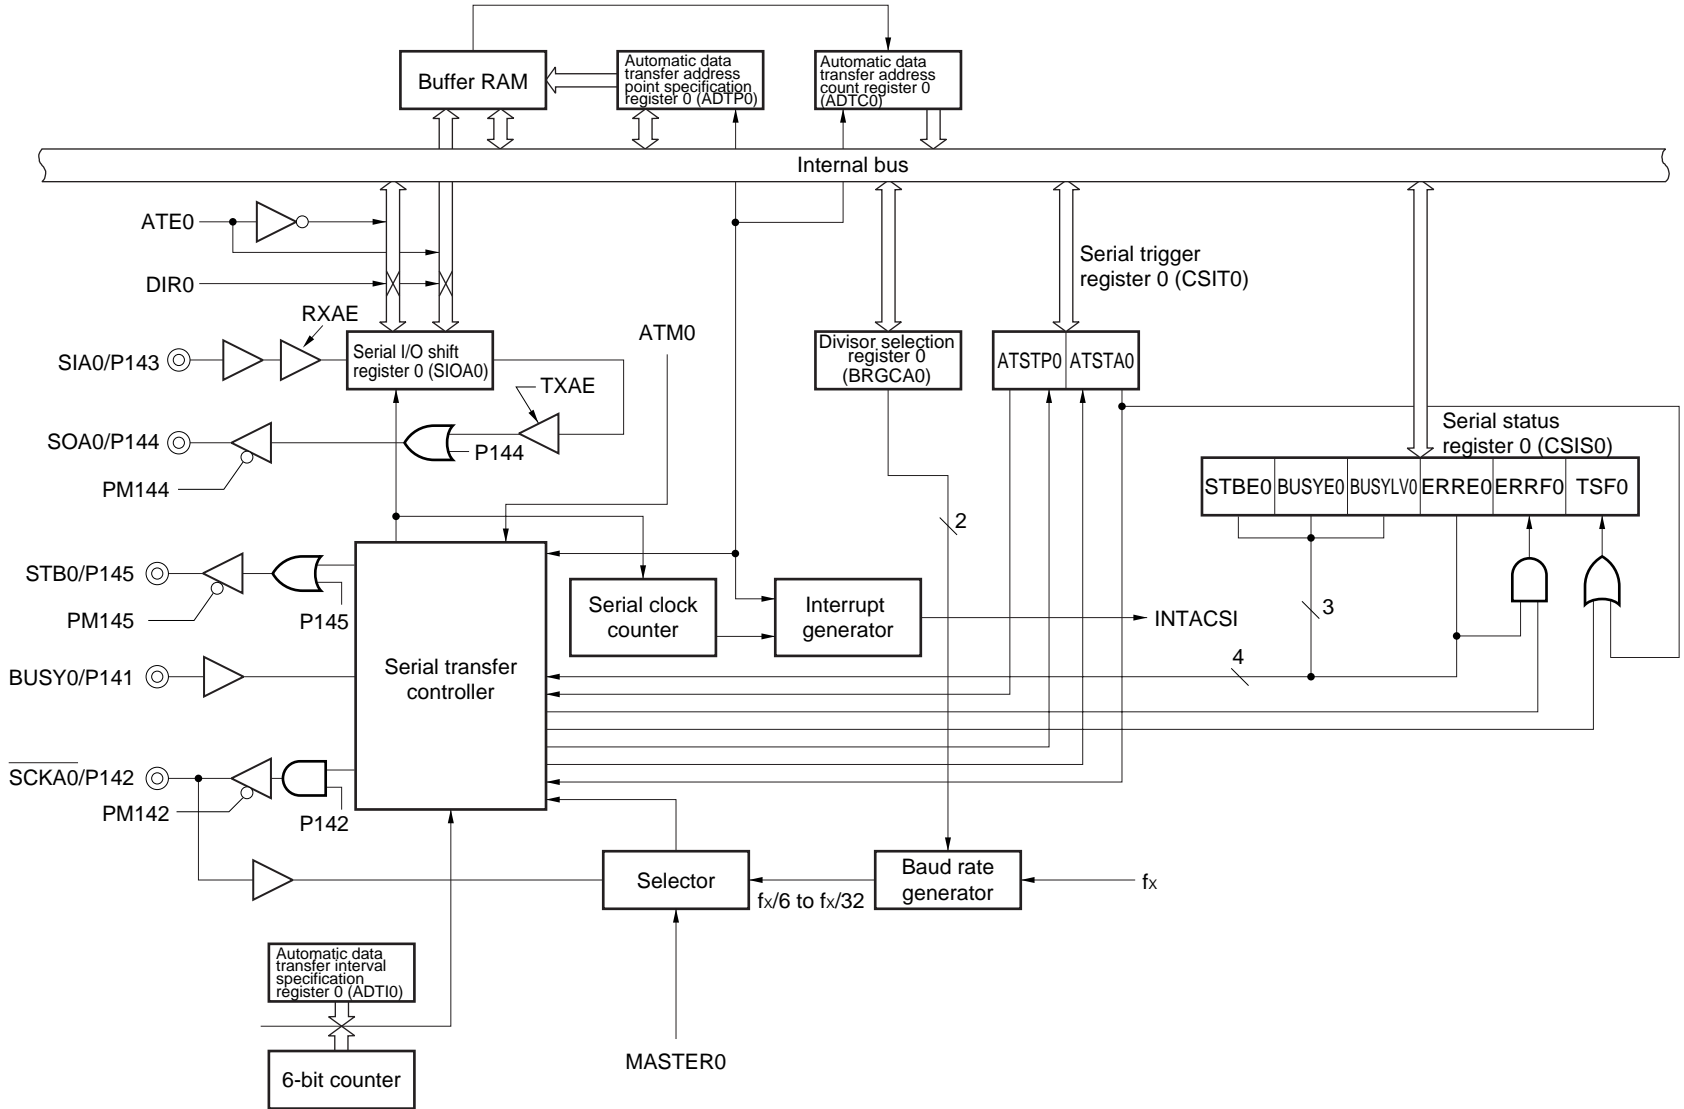 Buffer RAM
Automatic data
transfer address
point specification
register 0 (ADTP0)
Automatic data
transfer address
count register 0
(ADTC0)
Internal bus
ATE0
DIR0
Serial trigger
register 0 (CSIT0)
RXAE
SIA0/P143
Serial I/O shift
register 0 (SIOA0)
ATM0
Divisor selection
register 0
(BRGCA0)
ATSTP0
ATSTA0
TXAE
SOA0/P144
P144
PM144
Serial status
register 0 (CSIS0)
STBE0
BUSYE0
BUSYLV0
ERRE0
ERRF0
TSF0
2
STB0/P145
PM145
P145
Serial clock
counter
Interrupt
generator
INTACSI
3
BUSY0/P141
Serial transfer
controller
4
SCKA0/P142
PM142
P142
Selector
fX/6 to fX/32
Baud rate
generator
fX
Automatic data
transfer interval
specification
register 0 (ADTI0)
6-bit counter
MASTER0